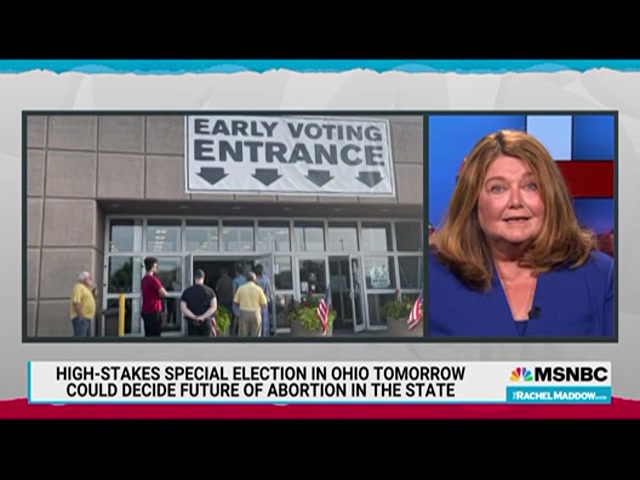 EARLY VOTING
ENTRANCE
HIGH-STAKES SPECIAL ELECTION IN OHIO TOMORROW
COULD DECIDE FUTURE OF ABORTION IN THE STATE
MSNBC
THE RACHEL MADDOW SHOW